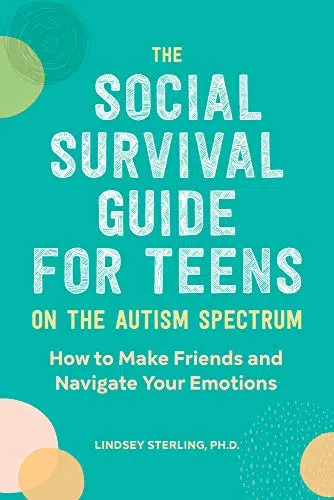 THE
SOCIAL
SURVIVAL
GUIDE
FOR TEENS
ON THE AUTISM SPECTRUM
How to Make Friends and
Navigate Your Emotions
LINDSEY STERLING, PH.D.